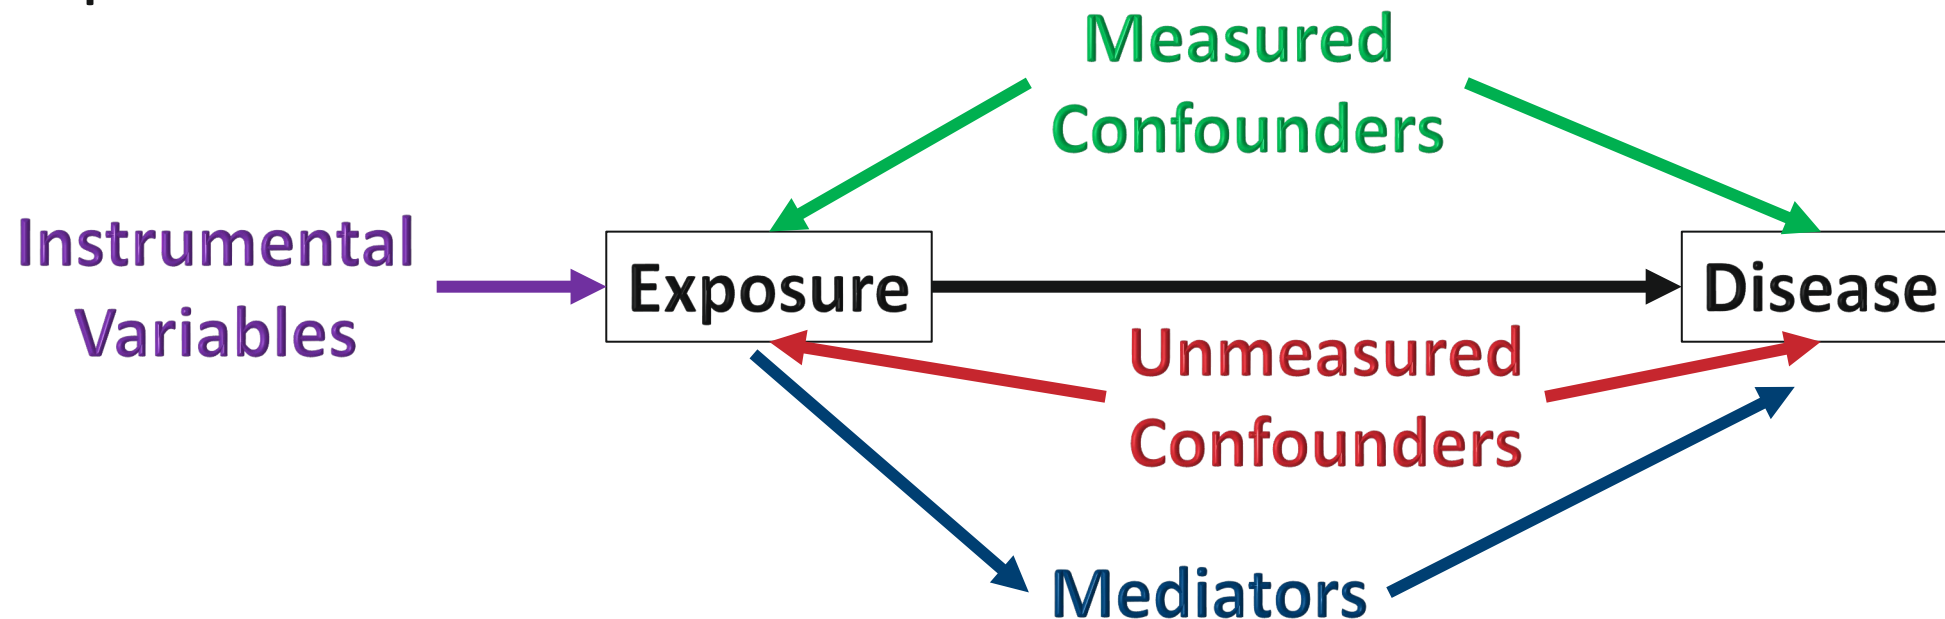 Measured
Confounders
Instrumental
Variables
Exposure
Disease
Unmeasured
Confounders
Mediators